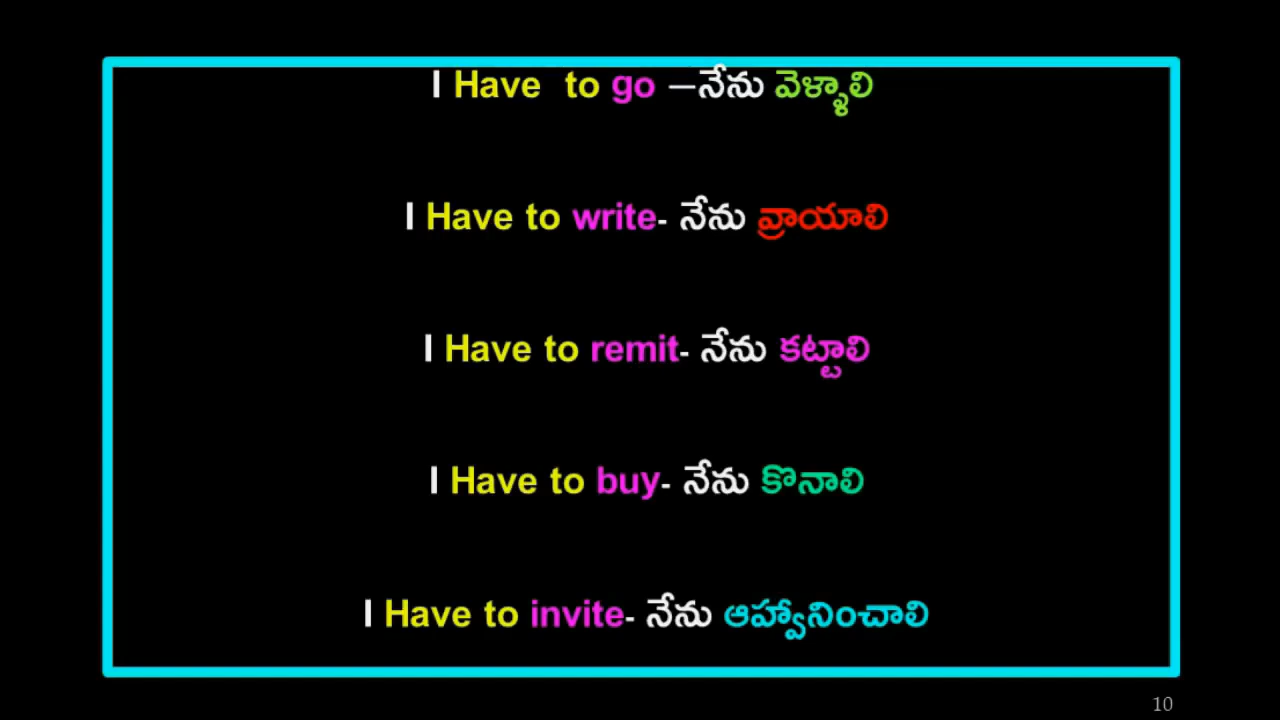 I Have to go –నేను వెళ్ళాలి
I Have to write- నేను వ్రాయాలి
I Have to remit- నేను కట్టాలి
I Have to buy- నేను కొనాలి
I Have to invite- నేను ఆహ్వానించాలి
10